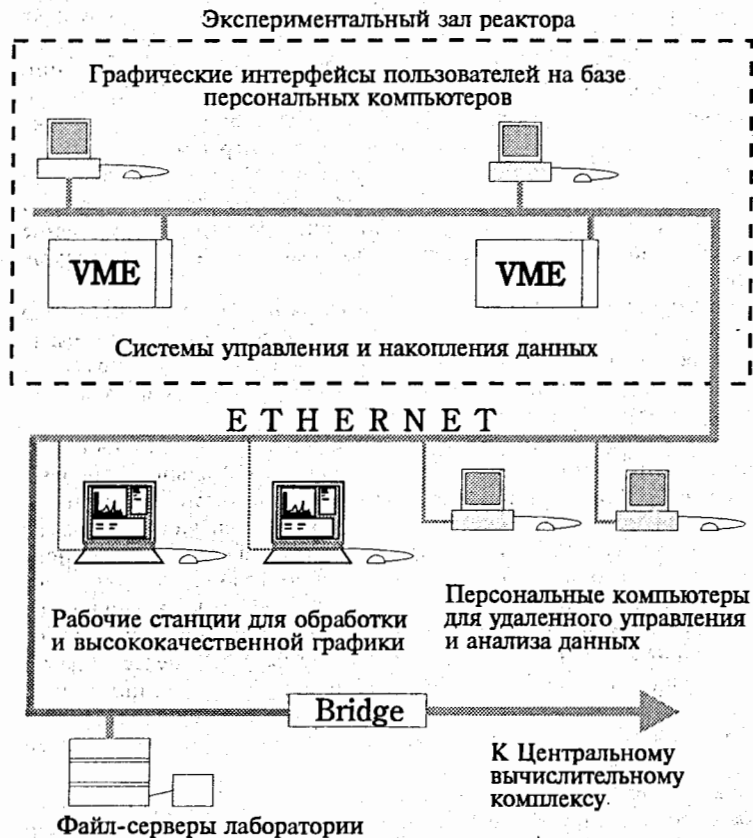 Экспериментальный зал реактора
Графические интерфейсы пользователей на базе
персональных компьютеров
VME
VME
Системы управления и накопления данных
ETHERNET
Рабочие станции для обработки
и высококачественной графики
Персональные компьютеры
для удаленного управления
и анализа данных
Bridge
К Центральному
вычислительному
комплексу
Файл-серверы лаборатории